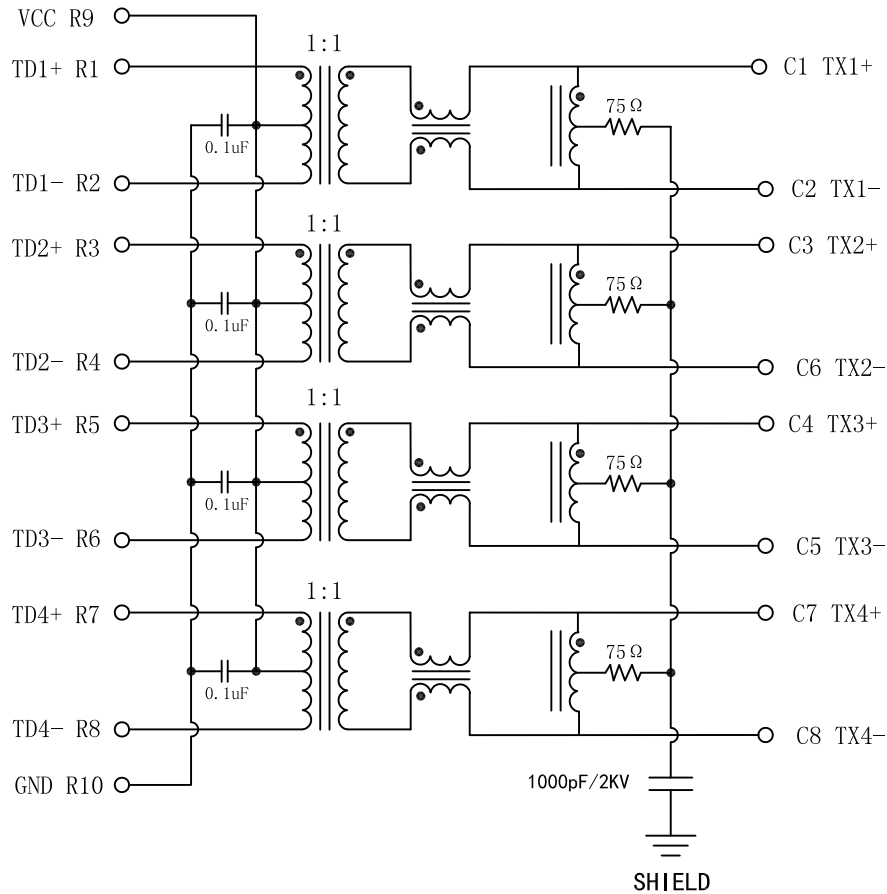 VCC R9
1:1
TD1+ R1
C1 TX1+
75Ω
0.1uF
TD1- R2
C2 TX1-
1:1
TD2+ R3
C3 TX2+
75Ω
0.1uF
TD2- R4
C6 TX2-
1:1
TD3+ R5
C4 TX3+
75Ω
0.1uF
TD3- R6
C5 TX3-
1:1
TD4+ R7
C7 TX4+
75Ω
0.1uF
TD4- R8
C8 TX4-
GND R10
1000pF/2KV
SHIELD